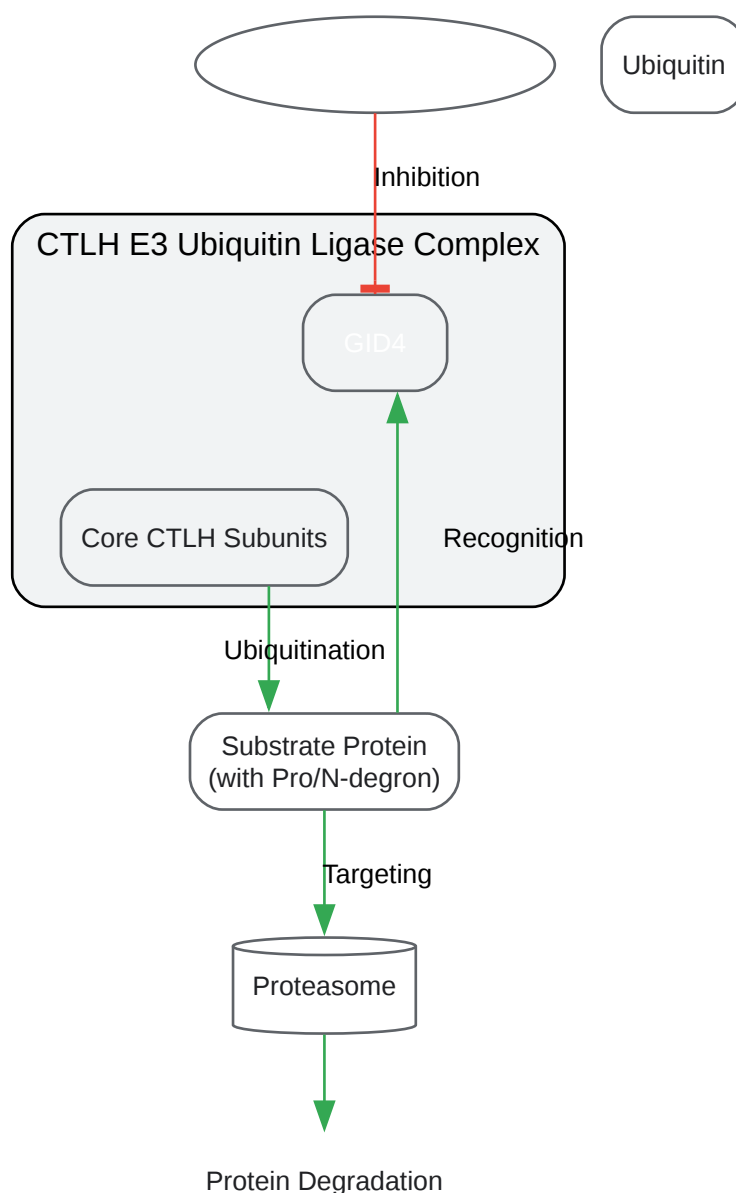 Ubiquitin
Inhibition
CTLH E3 Ubiquitin Ligase Complex
GID4
Core CTLH Subunits
Recognition
Ubiquitination
Substrate Protein
(with Pro/N-degron)
Targeting
Proteasome
Protein Degradation